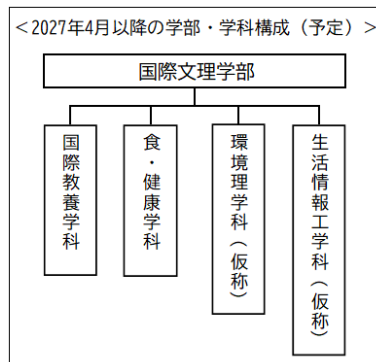 ＜2027年4月以降の学部・学科構成（予定）＞
国際文理学部
国際教養学科
食・健康学科
環境理学科（仮称）
生活情報工学科（仮称）